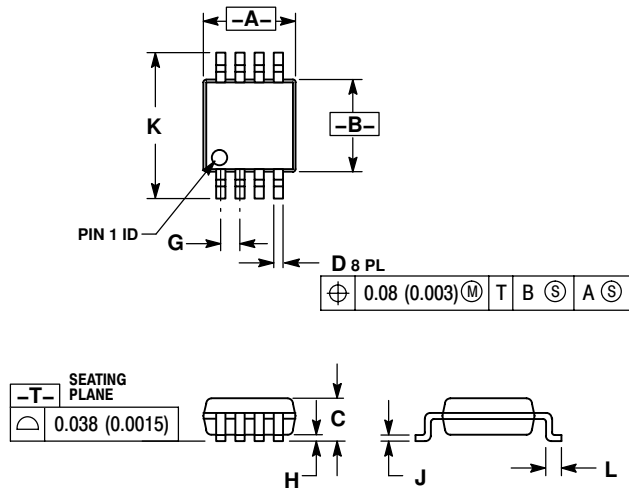 –A–
K
–B–
PIN 1 ID
G
D 8 PL
⌖ 0.08 (0.003) Ⓜ T B Ⓢ A Ⓢ
–T– SEATING PLANE
⌓ 0.038 (0.0015)
C
H
J
L